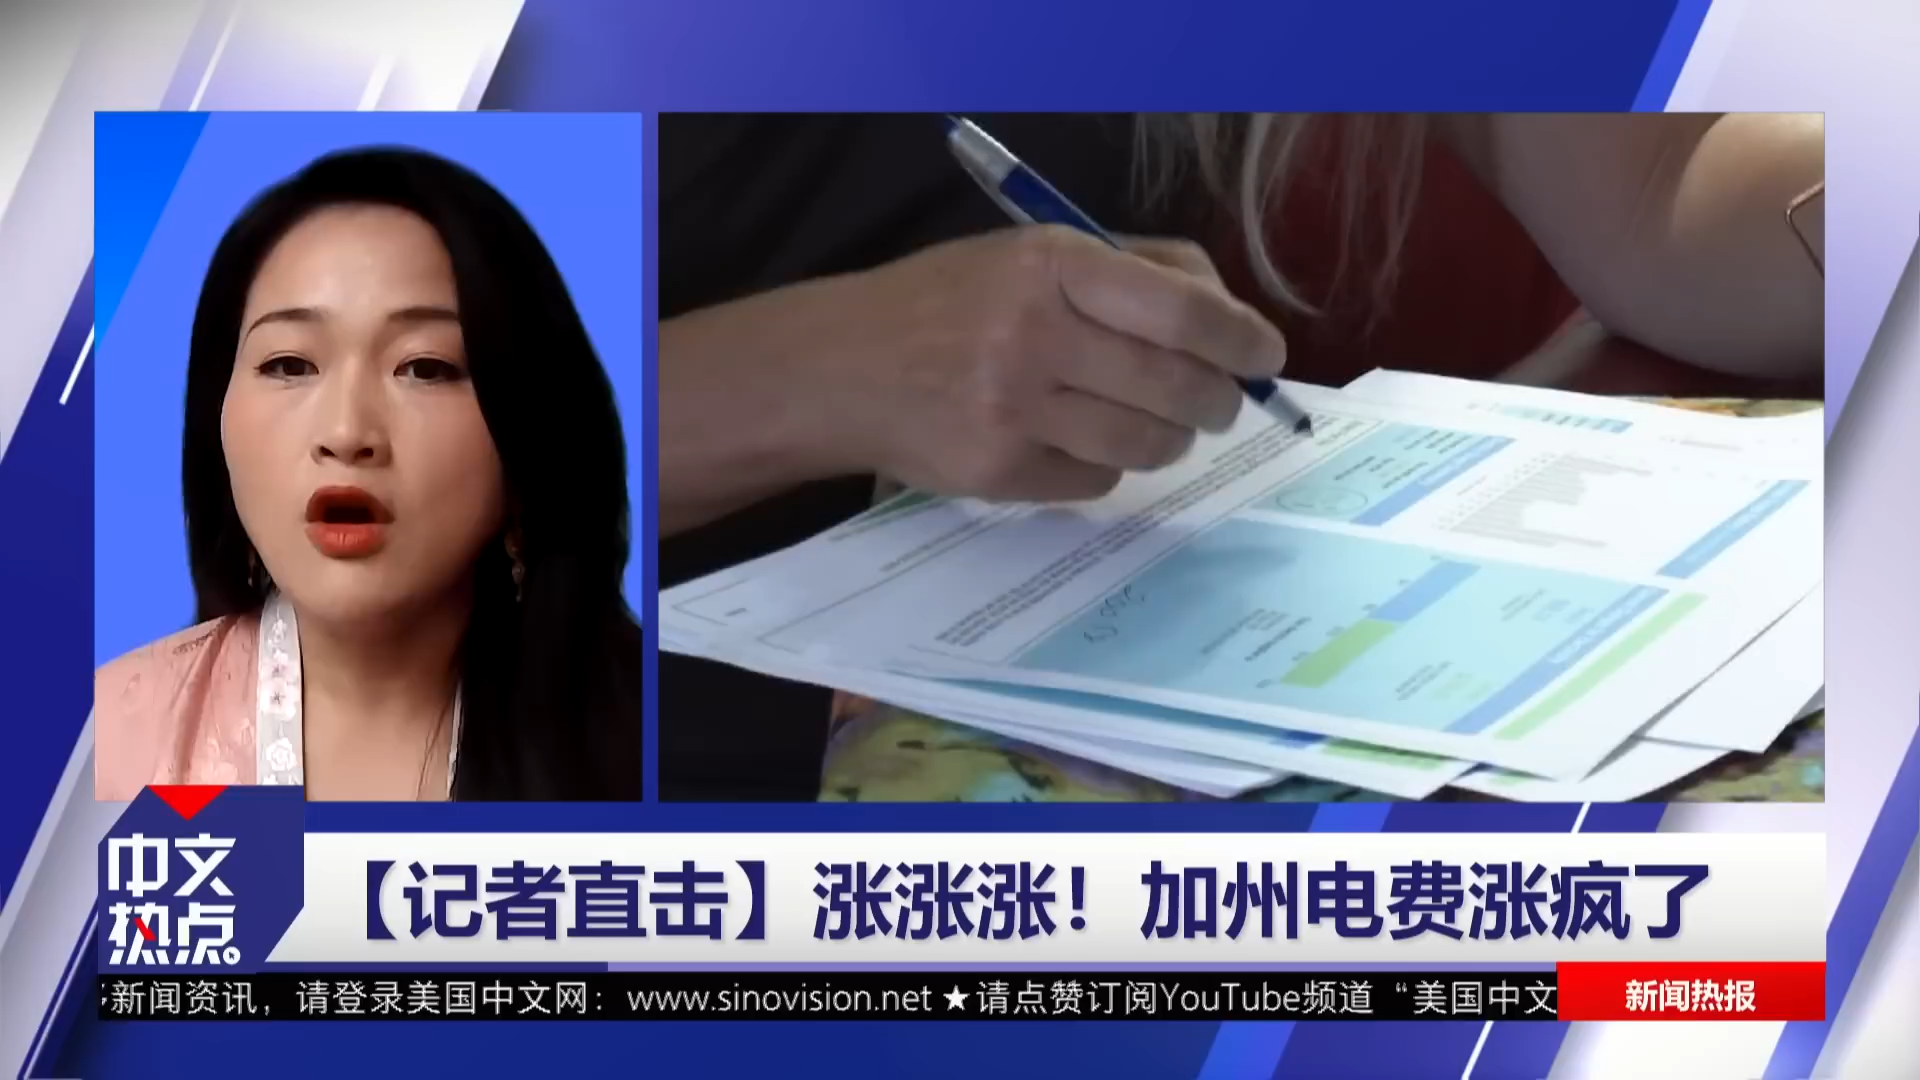 中文
热点
【记者直击】涨涨涨！加州电费涨疯了
新闻资讯，请登录美国中文网：www.sinovision.net ★请点赞订阅YouTube频道 “美国中文
新闻热报